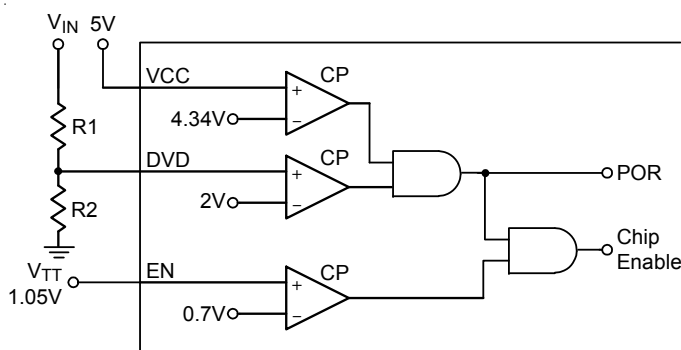 VIN 5V
VCC
CP
+
4.34V
−
R1
DVD
CP
+
2V
−
POR
R2
VTT
1.05V
EN
CP
+
0.7V
−
Chip
Enable